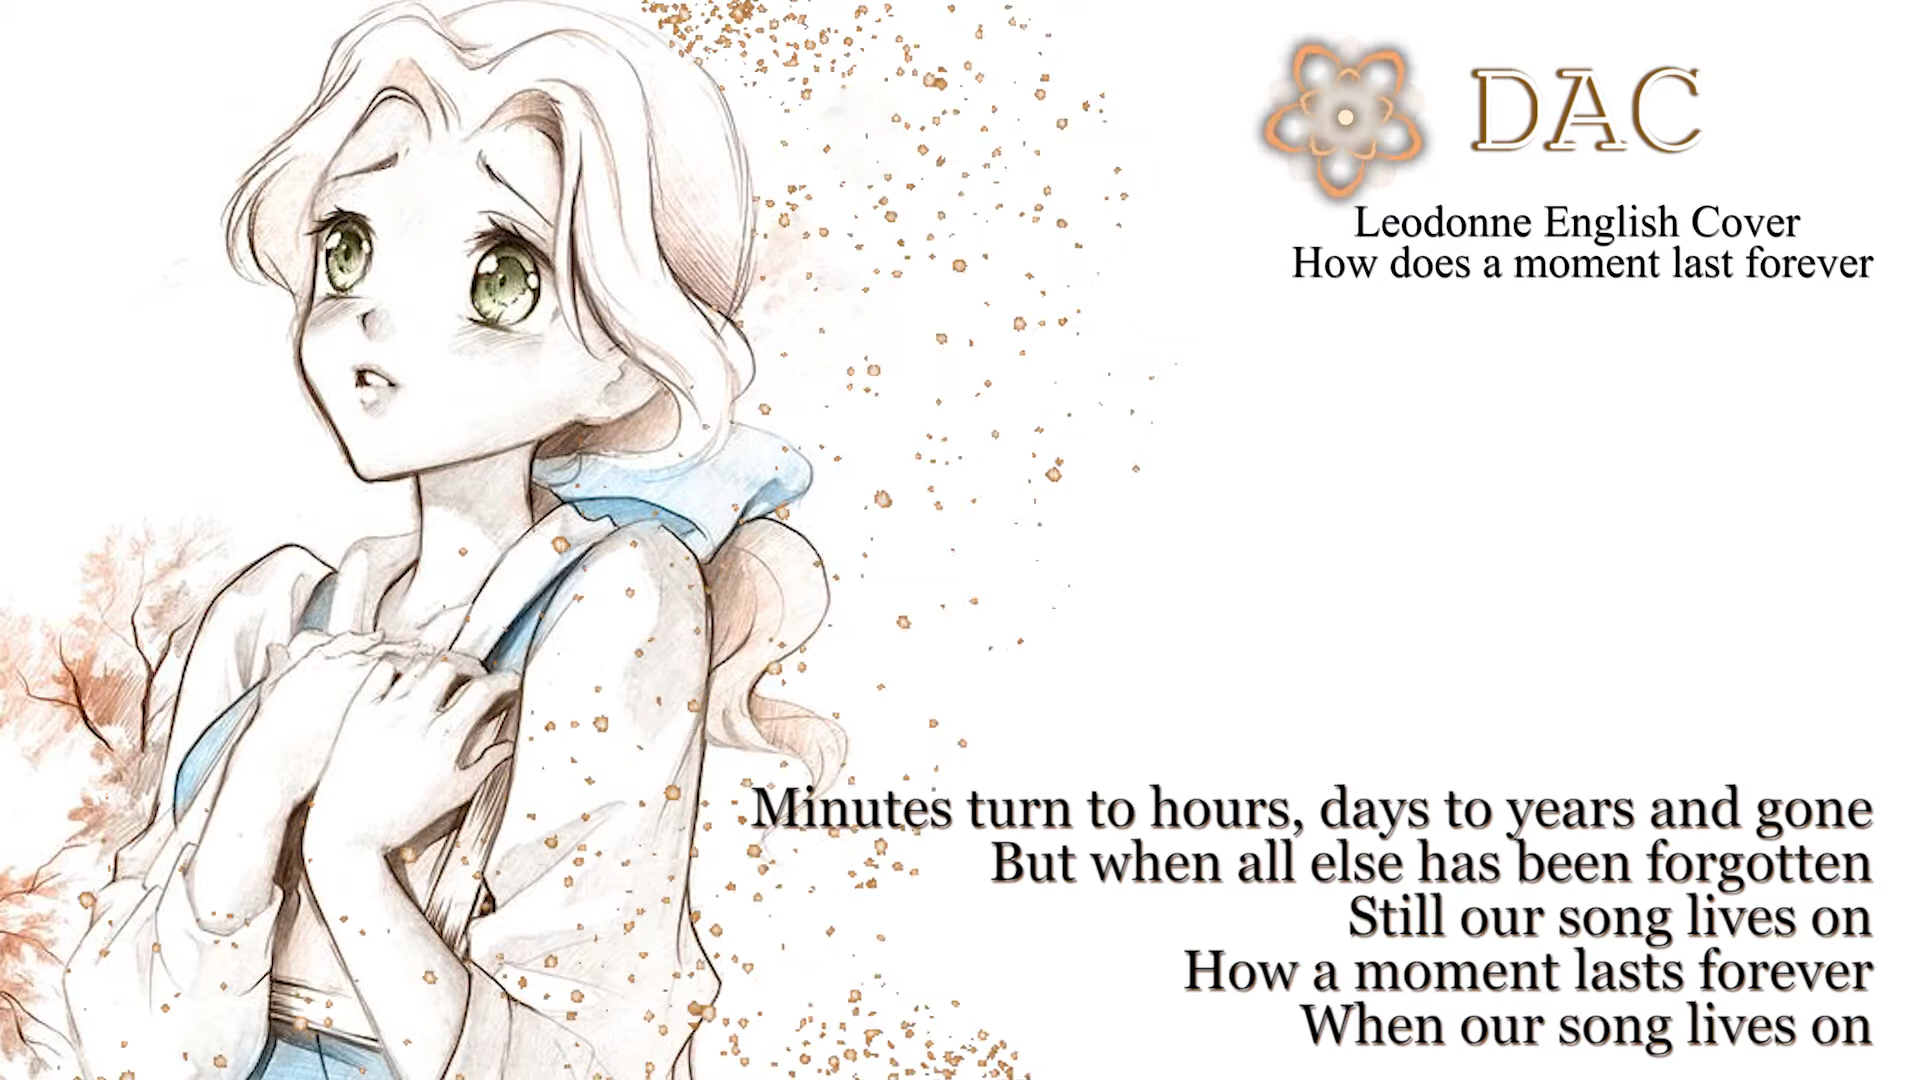 DAC
Leodonne English Cover
How does a moment last forever
Minutes turn to hours, days to years and gone
But when all else has been forgotten
Still our song lives on
How a moment lasts forever
When our song lives on